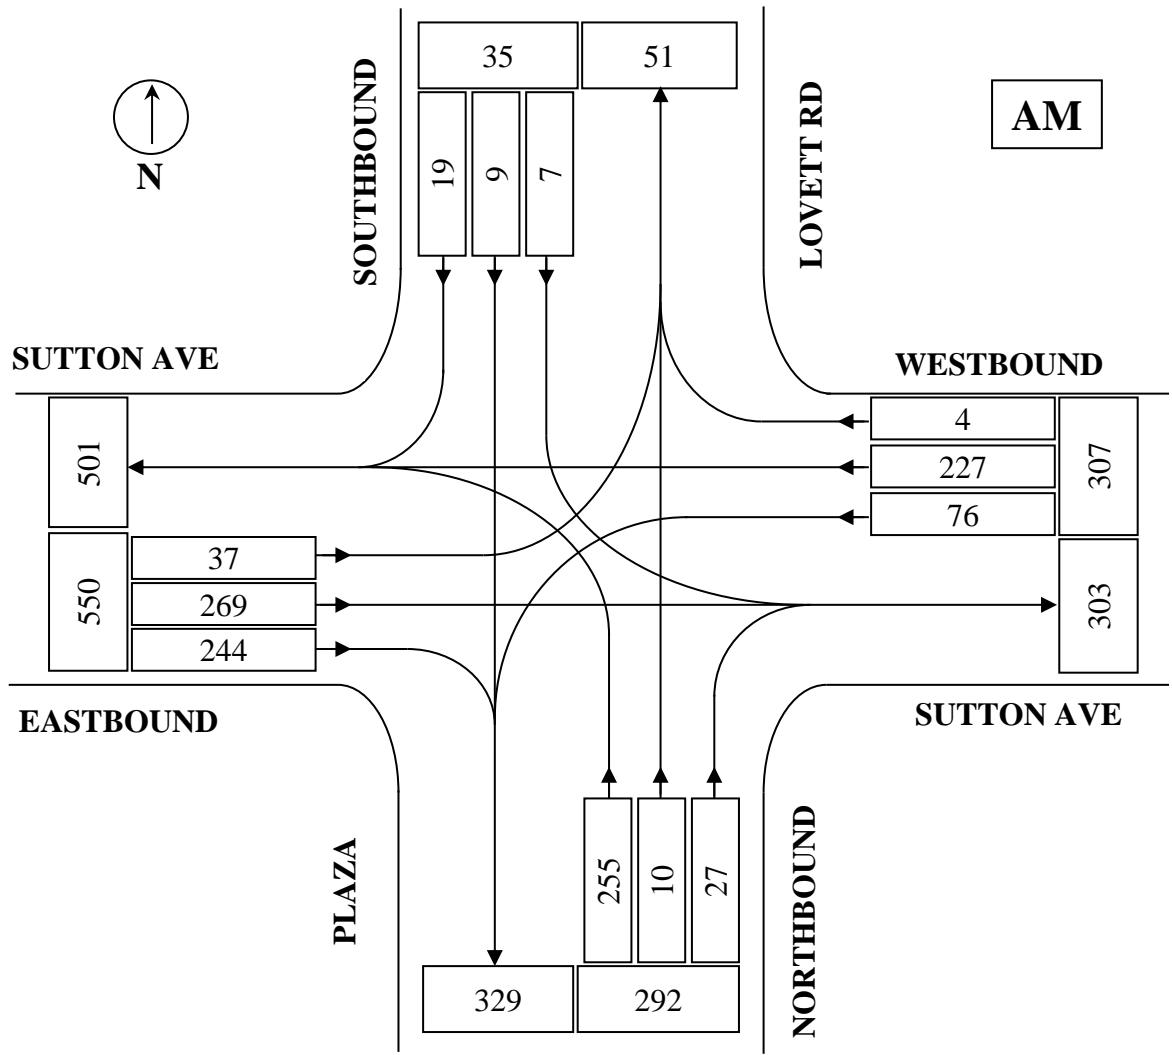 35
51
AM
N
SOUTHBOUND
19
9
7
LOVETT RD
SUTTON AVE
WESTBOUND
501
4
227
76
307
550
37
269
244
303
EASTBOUND
SUTTON AVE
PLAZA
255
10
27
NORTHBOUND
329
292